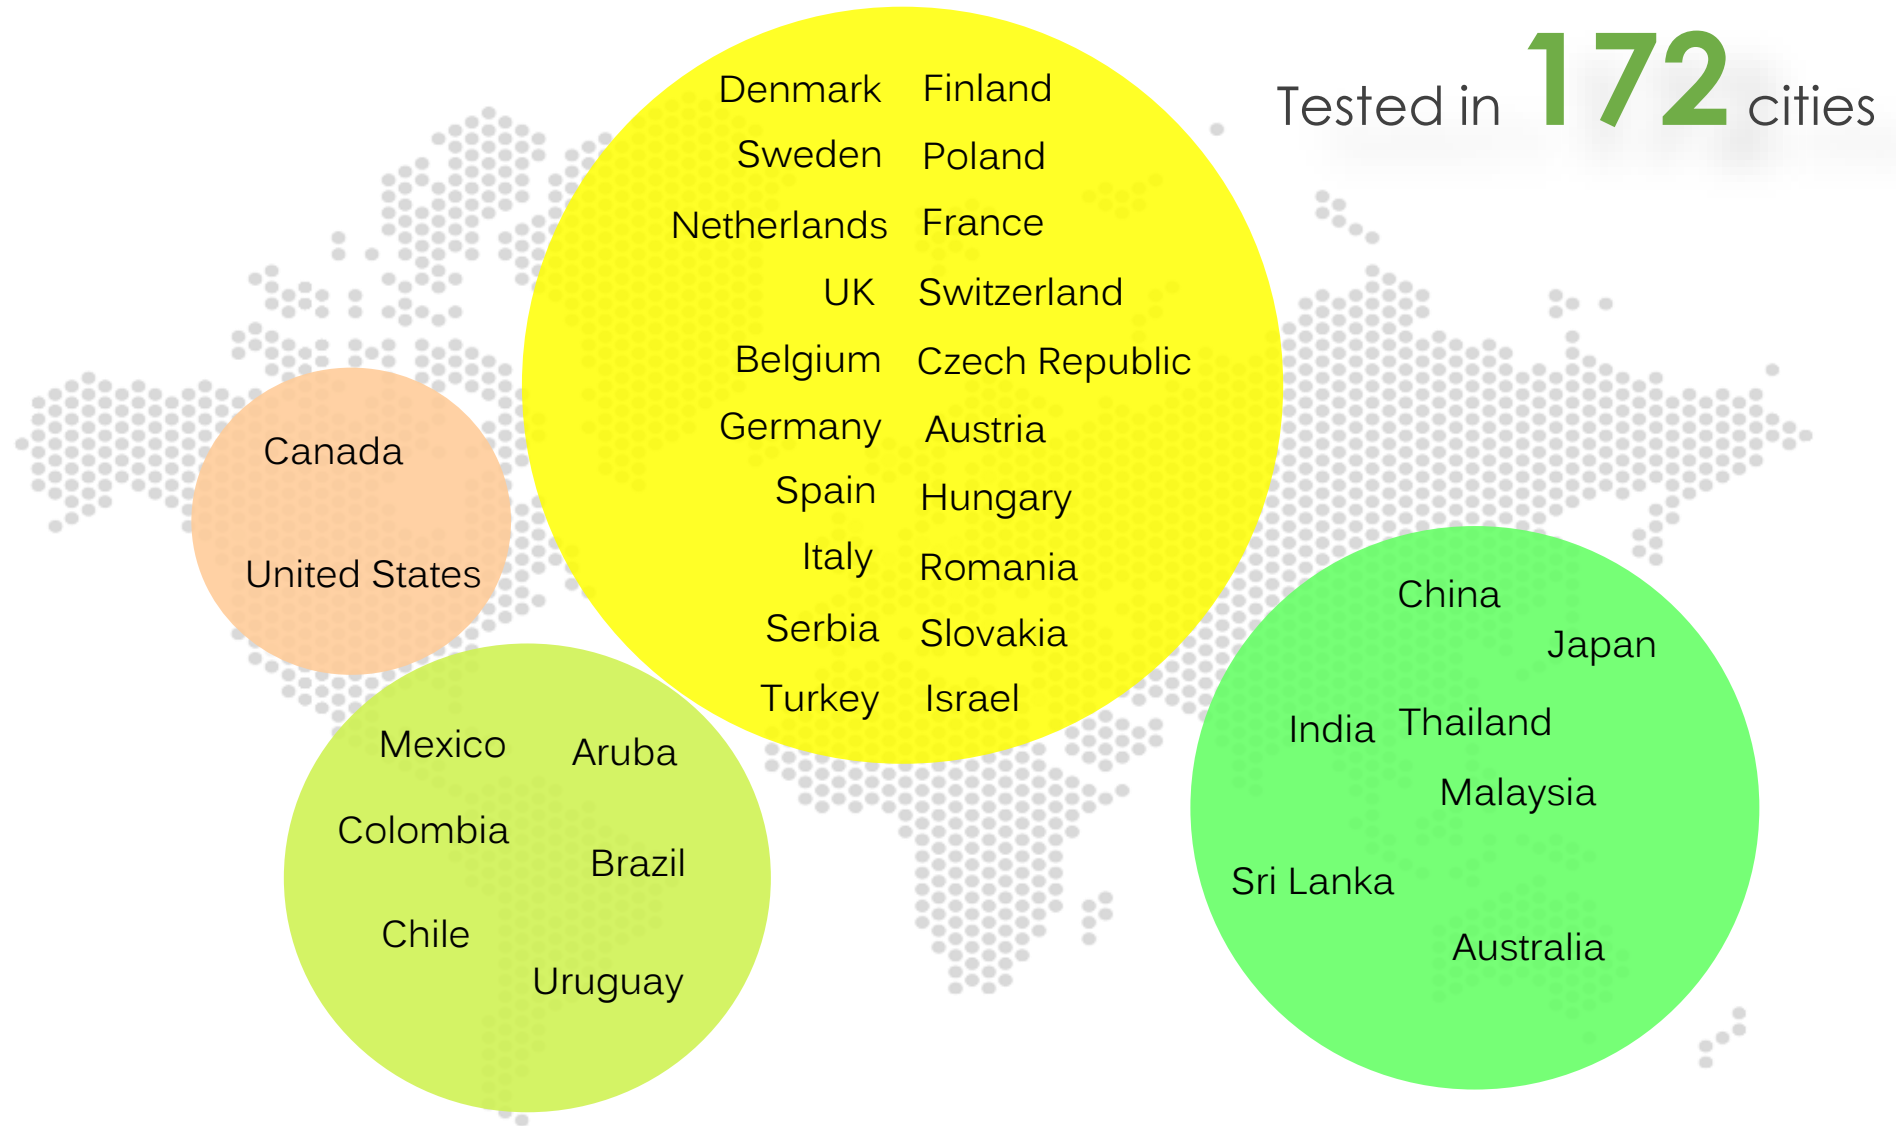 Tested in 172 cities
Denmark Finland
Sweden Poland
Netherlands France
UK Switzerland
Belgium Czech Republic
Germany Austria
Spain Hungary
Italy Romania
Serbia Slovakia
Turkey Israel
Canada
United States
Mexico Aruba
Colombia
Brazil
Chile
Uruguay
China
Japan
India Thailand
Malaysia
Sri Lanka
Australia